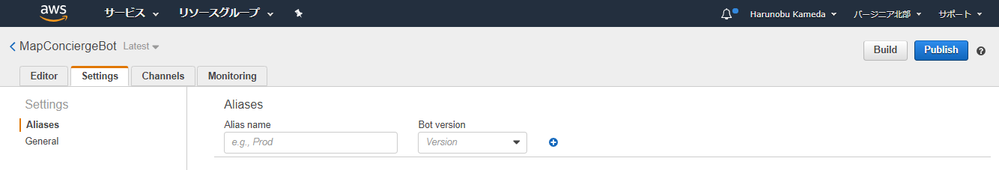 aws サービス リソースグループ Harunobu Kameda バージニア北部 サポート
MapConciergeBot Latest Build Publish ?
Editor Settings Channels Monitoring
Settings
Aliases
General
Aliases
Alias name Bot version
e.g., Prod Version